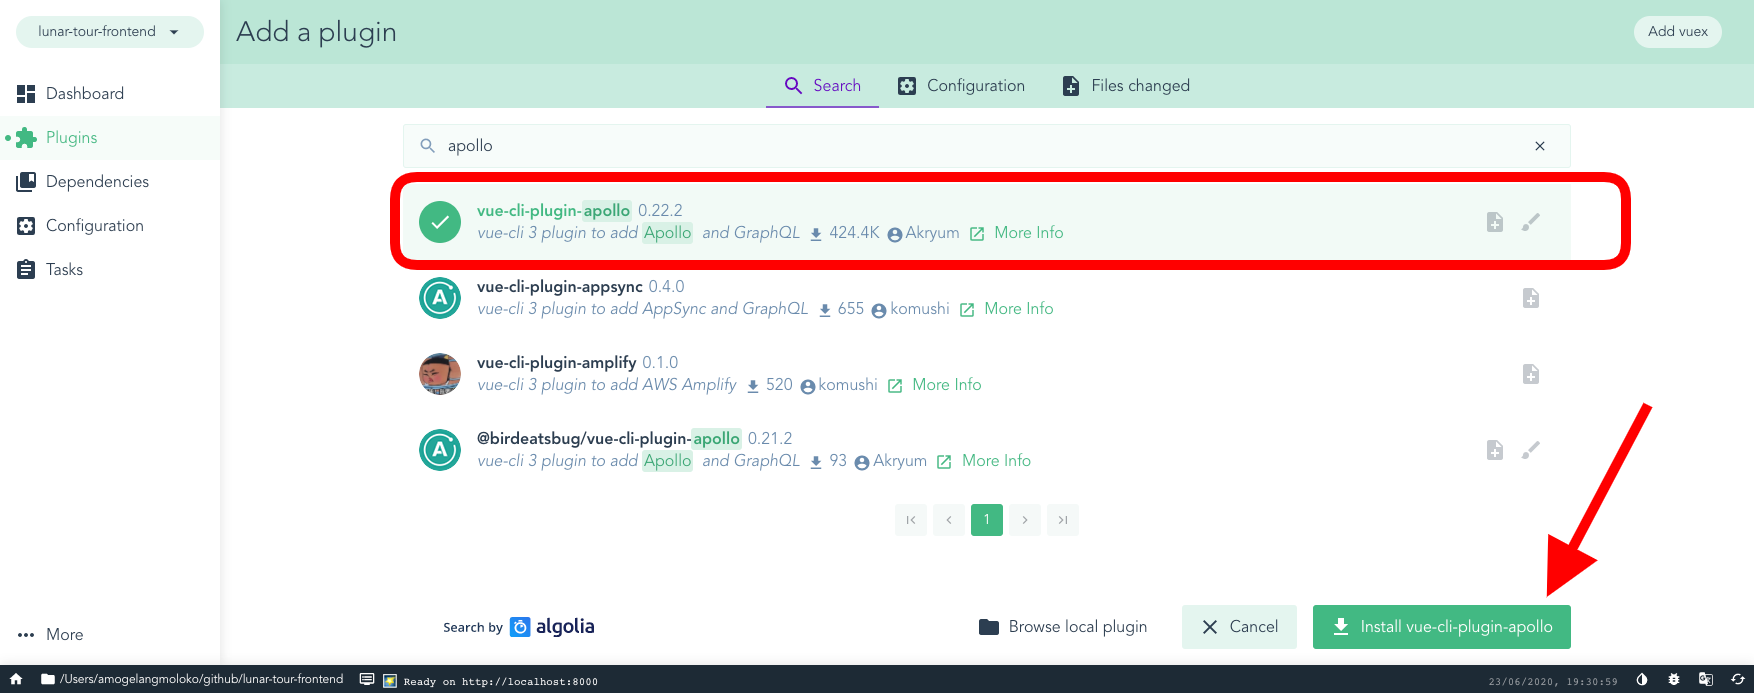 lunar-tour-frontend
Add a plugin
Add vuex
Dashboard
Plugins
Dependencies
Configuration
Tasks
More
Search
Configuration
Files changed
apollo
vue-cli-plugin-apollo 0.22.2
vue-cli 3 plugin to add Apollo and GraphQL 424.4K Akryum More Info
vue-cli-plugin-appsync 0.4.0
vue-cli 3 plugin to add AppSync and GraphQL 655 komushi More Info
vue-cli-plugin-amplify 0.1.0
vue-cli 3 plugin to add AWS Amplify 520 komushi More Info
@birdeatsbug/vue-cli-plugin-apollo 0.21.2
vue-cli 3 plugin to add Apollo and GraphQL 93 Akryum More Info
1
Search by algolia
Browse local plugin
Cancel
Install vue-cli-plugin-apollo
/Users/amogelangmoloko/github/lunar-tour-frontend
Ready on http://localhost:8000
23/06/2020, 19:30:59